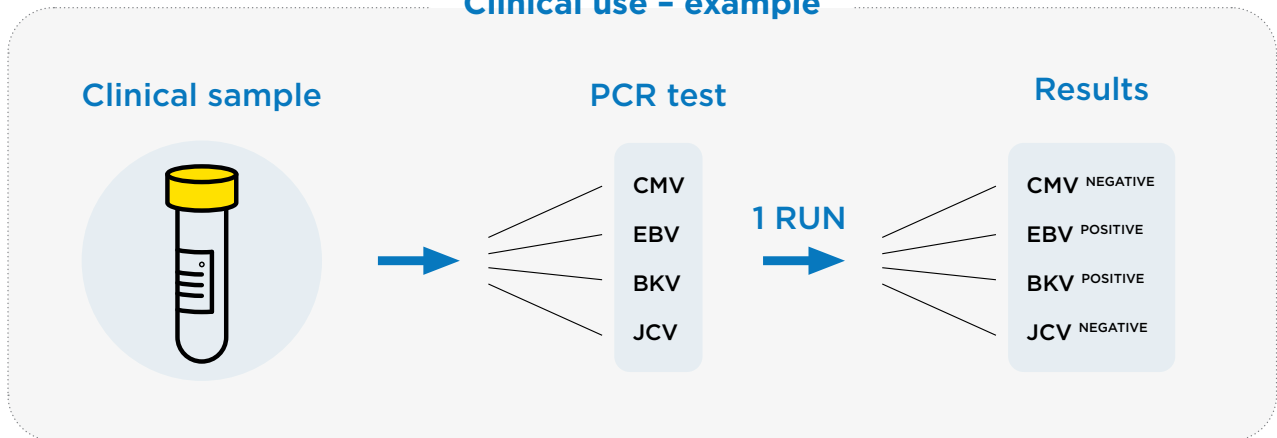 Clinical use – example
Clinical sample
PCR test
Results
CMV
EBV
BKV
JCV
1 RUN
CMV NEGATIVE
EBV POSITIVE
BKV POSITIVE
JCV NEGATIVE